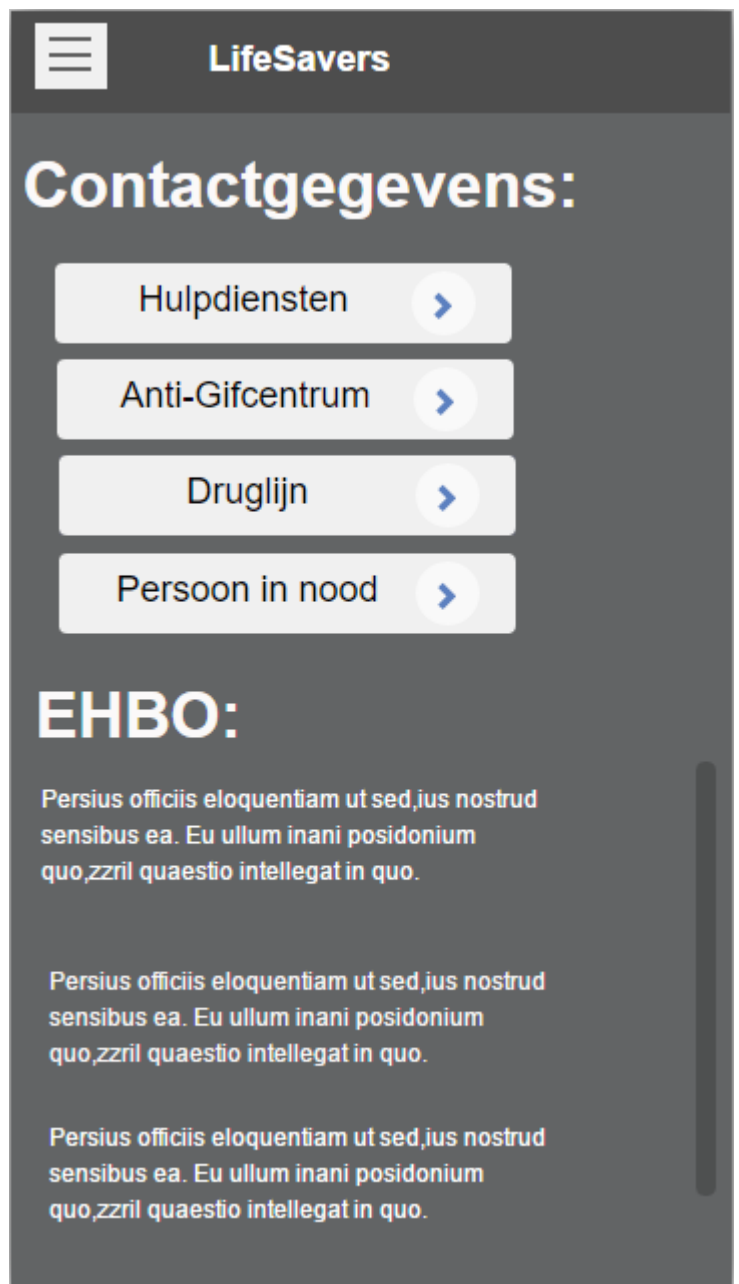 LifeSavers
Contactgegevens:
Hulpdiensten
Anti-Gifcentrum
Druglijn
Persoon in nood
EHBO:
Persius officiis eloquentiam ut sed,ius nostrud
sensibus ea. Eu ullum inani posidonium
quo,zzril quaestio intellegat in quo.
Persius officiis eloquentiam ut sed,ius nostrud
sensibus ea. Eu ullum inani posidonium
quo,zzril quaestio intellegat in quo.
Persius officiis eloquentiam ut sed,ius nostrud
sensibus ea. Eu ullum inani posidonium
quo,zzril quaestio intellegat in quo.